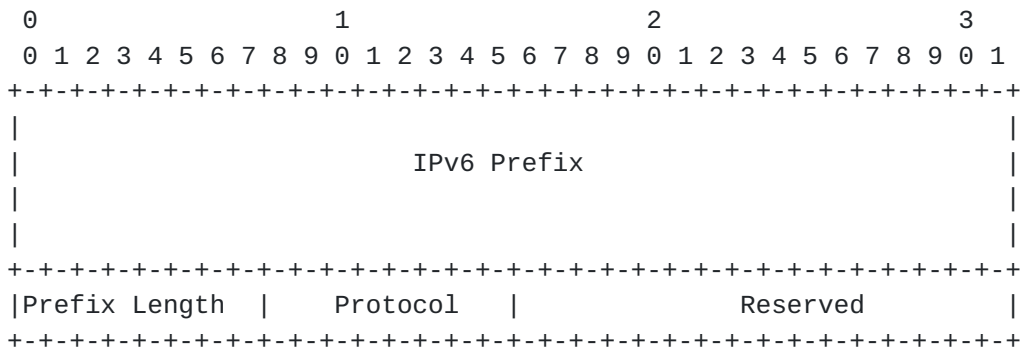 0                   1                   2                   3
 0 1 2 3 4 5 6 7 8 9 0 1 2 3 4 5 6 7 8 9 0 1 2 3 4 5 6 7 8 9 0 1
+-+-+-+-+-+-+-+-+-+-+-+-+-+-+-+-+-+-+-+-+-+-+-+-+-+-+-+-+-+-+-+-+
|                                                               |
|                         IPv6 Prefix                           |
|                                                               |
|                                                               |
+-+-+-+-+-+-+-+-+-+-+-+-+-+-+-+-+-+-+-+-+-+-+-+-+-+-+-+-+-+-+-+-+
|Prefix Length  |    Protocol   |              Reserved         |
+-+-+-+-+-+-+-+-+-+-+-+-+-+-+-+-+-+-+-+-+-+-+-+-+-+-+-+-+-+-+-+-+